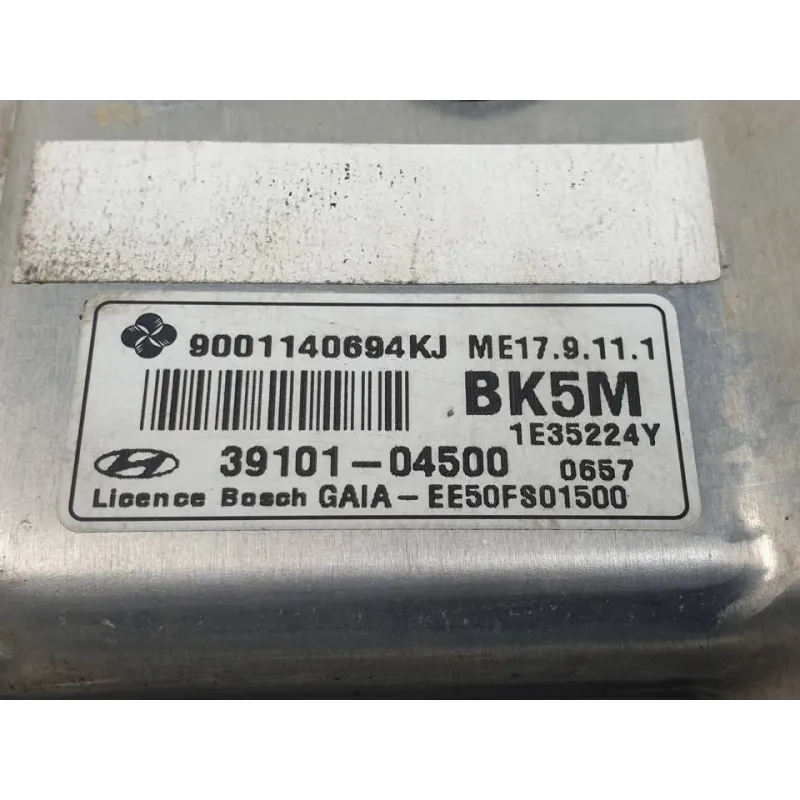 9001140694KJ ME17.9.11.1
BK5M
1E35224Y
39101-04500 0657
Licence Bosch GAIA-EE50FS01500